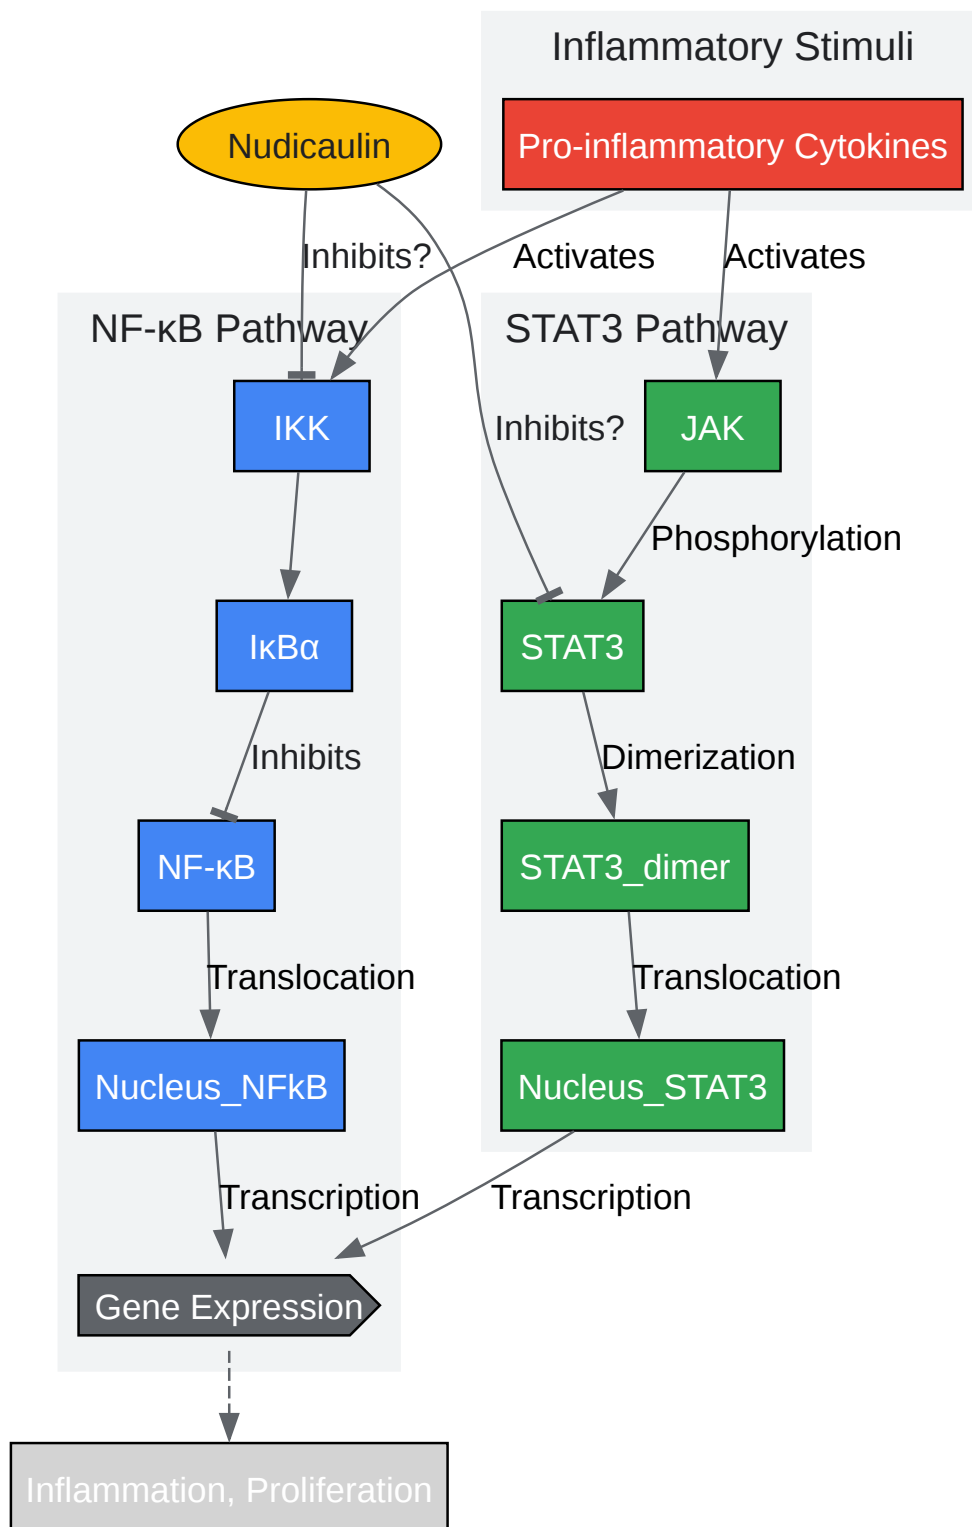 Inflammatory Stimuli
Nudicaulin
Pro-inflammatory Cytokines
Inhibits?
Activates
Activates
NF-κB Pathway
STAT3 Pathway
IKK
Inhibits?
JAK
Phosphorylation
IκBα
STAT3
Inhibits
Dimerization
NF-κB
STAT3_dimer
Translocation
Translocation
Nucleus_NFkB
Nucleus_STAT3
Transcription
Transcription
Gene Expression
Inflammation, Proliferation